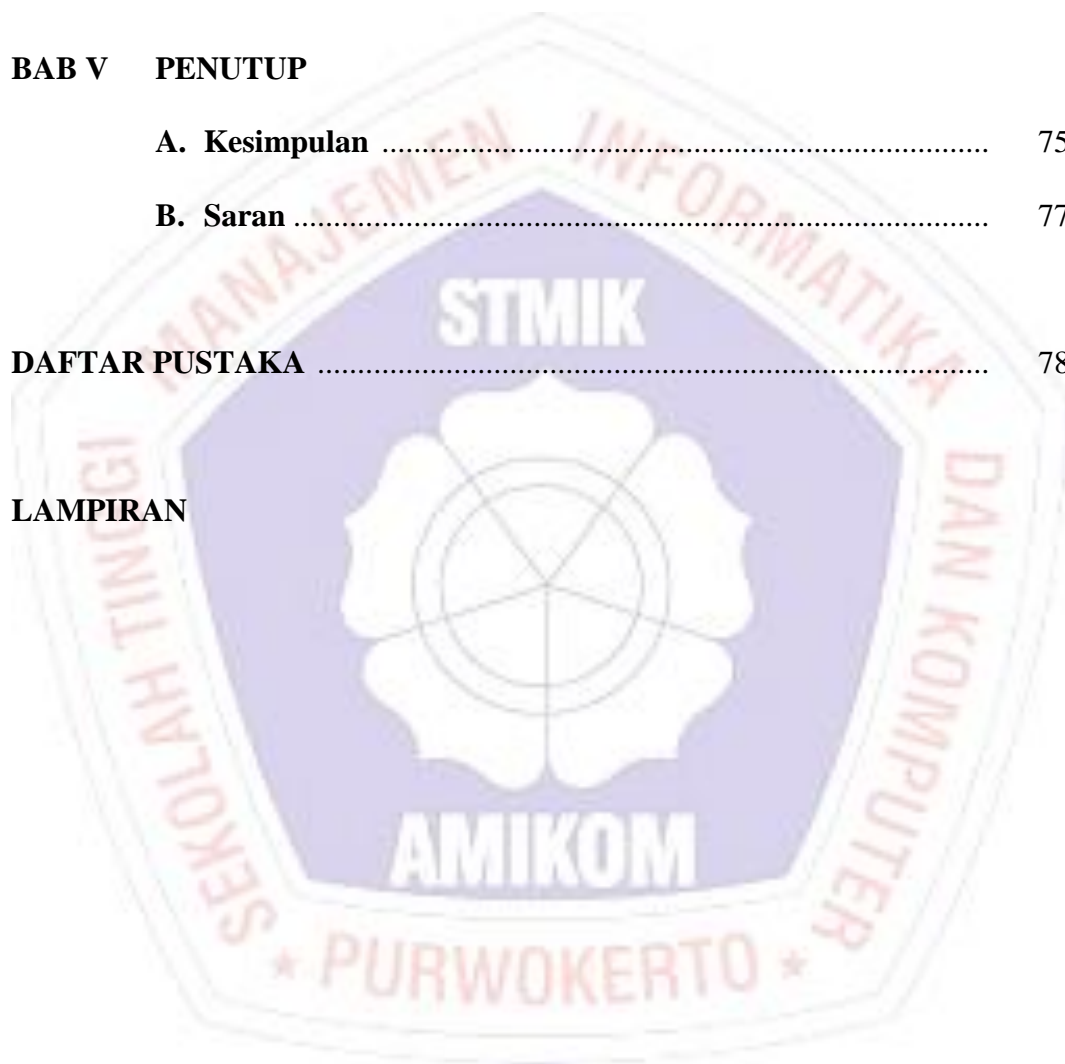 BAB V PENUTUP
A. Kesimpulan ........................................................................ 75
B. Saran ................................................................................... 77
DAFTAR PUSTAKA ................................................................................ 78
LAMPIRAN
SEKOLAH TINGGI MANAJEMEN INFORMATIKA DAN KOMPUTER
STMIK
AMIKOM
* PURWOKERTO *